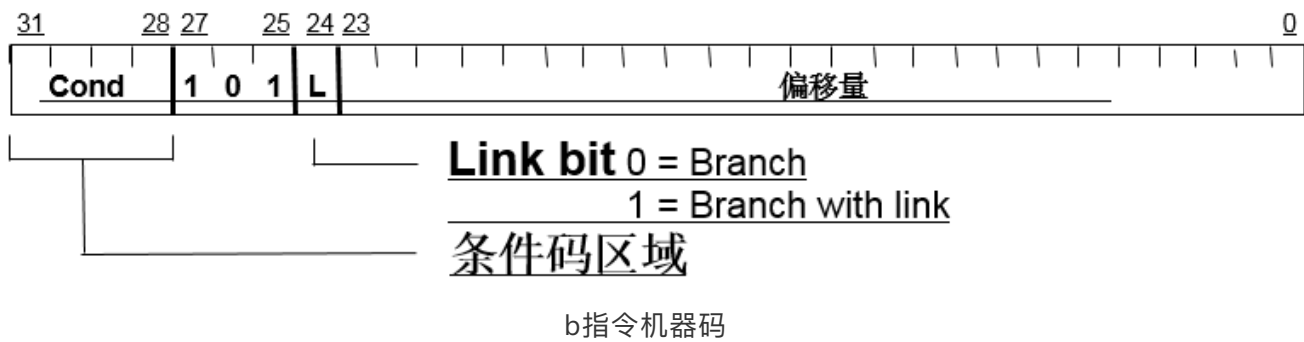 31 28 27 25 24 23 0
Cond 1 0 1 L 偏移量
Link bit 0 = Branch
1 = Branch with link
条件码区域
b指令机器码